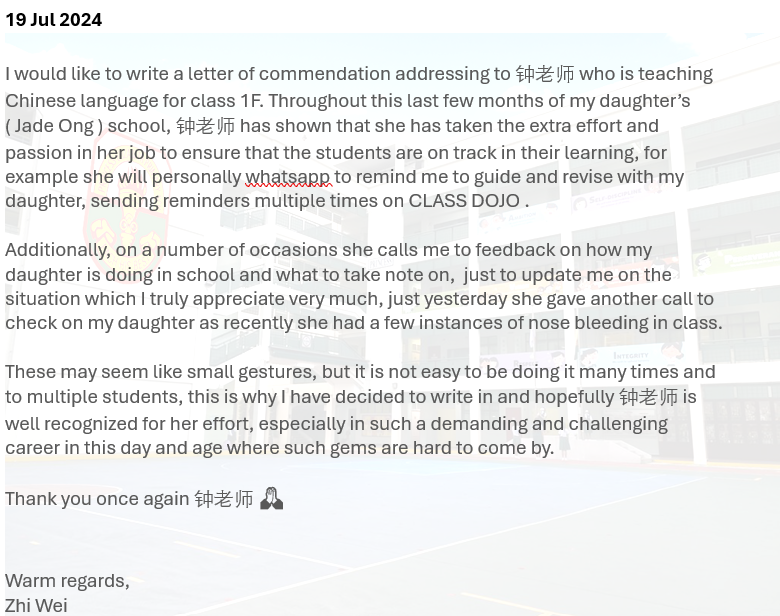 19 Jul 2024
I would like to write a letter of commendation addressing to 钟老师 who is teaching
Chinese language for class 1F. Throughout this last few months of my daughter’s
( Jade Ong ) school, 钟老师 has shown that she has taken the extra effort and
passion in her job to ensure that the students are on track in their learning, for
example she will personally whatsapp to remind me to guide and revise with my
daughter, sending reminders multiple times on CLASS DOJO .
Additionally, on a number of occasions she calls me to feedback on how my
daughter is doing in school and what to take note on,  just to update me on the
situation which I truly appreciate very much, just yesterday she gave another call to
check on my daughter as recently she had a few instances of nose bleeding in class.
These may seem like small gestures, but it is not easy to be doing it many times and
to multiple students, this is why I have decided to write in and hopefully 钟老师 is
well recognized for her effort, especially in such a demanding and challenging
career in this day and age where such gems are hard to come by.
Thank you once again 钟老师 🙏
Warm regards,
Zhi Wei